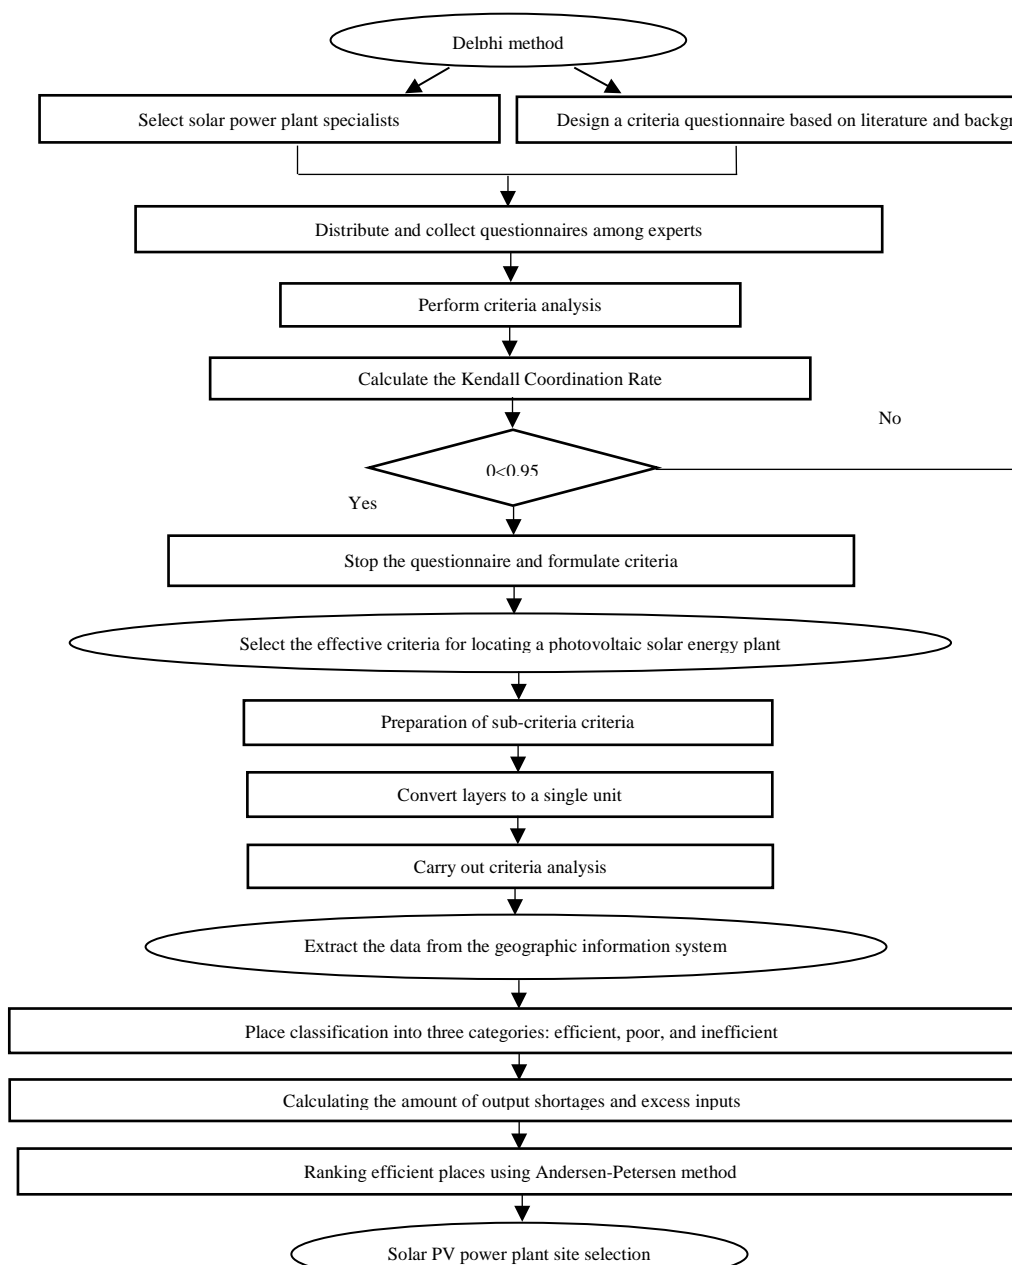 Delphi method
Select solar power plant specialists
Design a criteria questionnaire based on literature and backgr
Distribute and collect questionnaires among experts
Perform criteria analysis
Calculate the Kendall Coordination Rate
No
0<0.95
Yes
Stop the questionnaire and formulate criteria
Select the effective criteria for locating a photovoltaic solar energy plant
Preparation of sub-criteria criteria
Convert layers to a single unit
Carry out criteria analysis
Extract the data from the geographic information system
Place classification into three categories: efficient, poor, and inefficient
Calculating the amount of output shortages and excess inputs
Ranking efficient places using Andersen-Petersen method
Solar PV power plant site selection